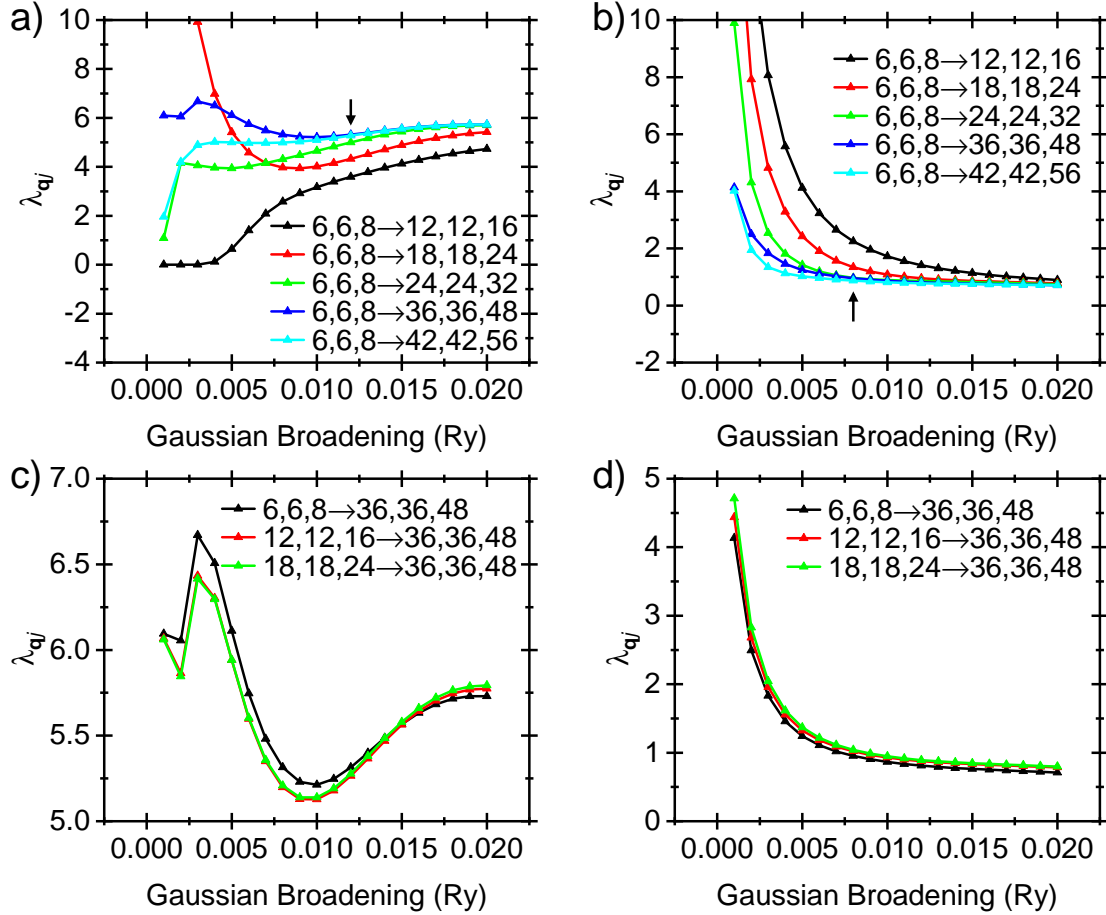 a)
10
8
6
4
2
0
-2
-4
λqj
0.000 0.005 0.010 0.015 0.020
Gaussian Broadening (Ry)
6,6,8→12,12,16
6,6,8→18,18,24
6,6,8→24,24,32
6,6,8→36,36,48
6,6,8→42,42,56
b)
10
8
6
4
2
0
-2
λqj
0.000 0.005 0.010 0.015 0.020
Gaussian Broadening (Ry)
6,6,8→12,12,16
6,6,8→18,18,24
6,6,8→24,24,32
6,6,8→36,36,48
6,6,8→42,42,56
c)
7.0
6.5
6.0
5.5
5.0
λqj
0.000 0.005 0.010 0.015 0.020
Gaussian Broadening (Ry)
6,6,8→36,36,48
12,12,16→36,36,48
18,18,24→36,36,48
d)
5
4
3
2
1
0
λqj
0.000 0.005 0.010 0.015 0.020
Gaussian Broadening (Ry)
6,6,8→36,36,48
12,12,16→36,36,48
18,18,24→36,36,48